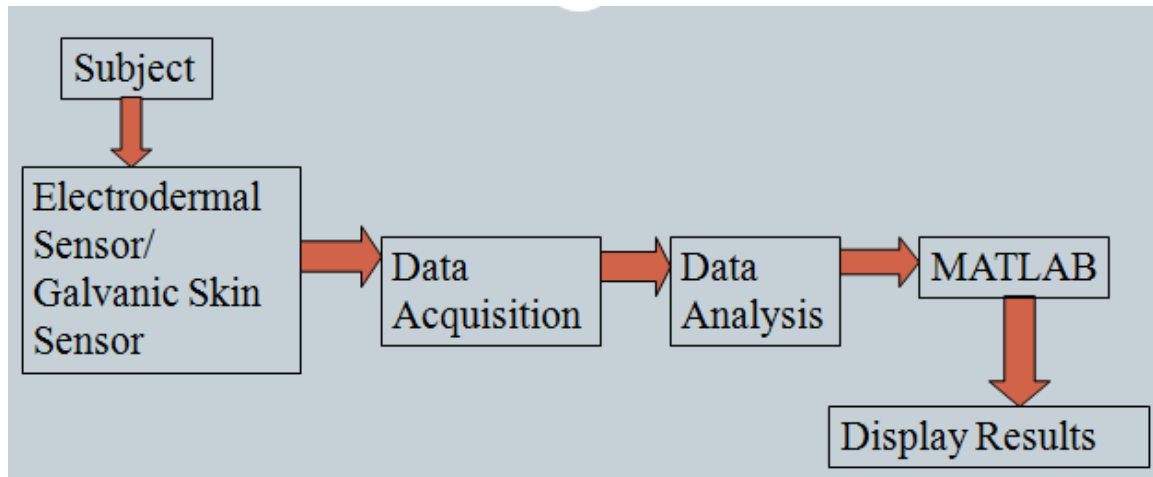 Subject
Electrodermal
Sensor/
Galvanic Skin
Sensor
Data
Acquisition
Data
Analysis
MATLAB
Display Results